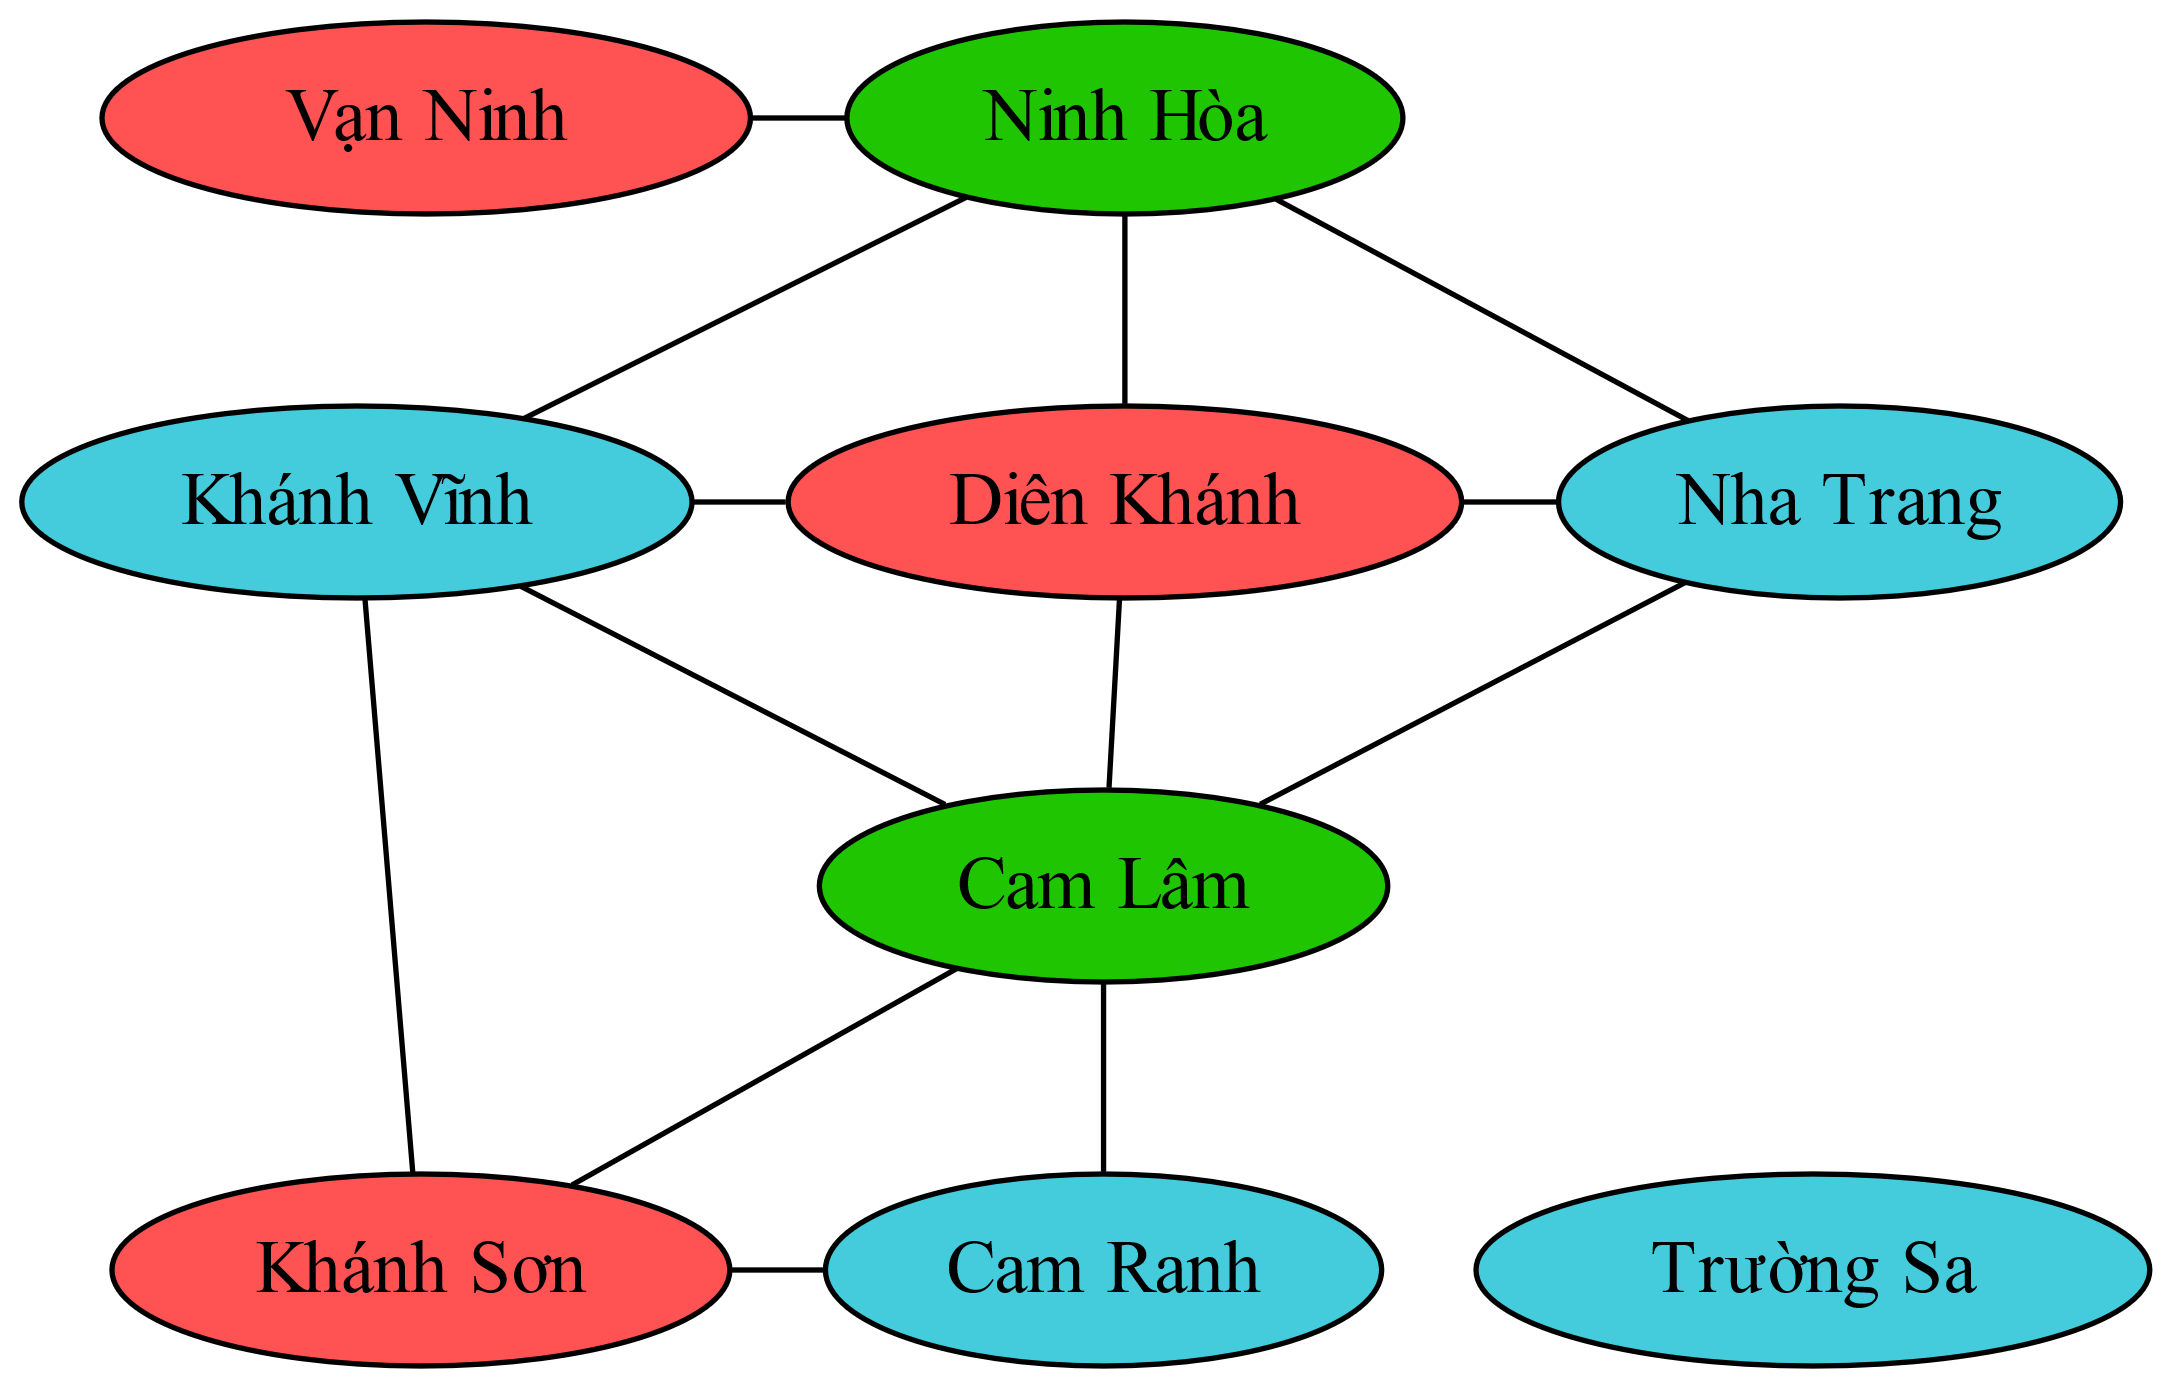 Vạn Ninh
Ninh Hòa
Khánh Vĩnh
Diên Khánh
Nha Trang
Cam Lâm
Khánh Sơn
Cam Ranh
Trường Sa